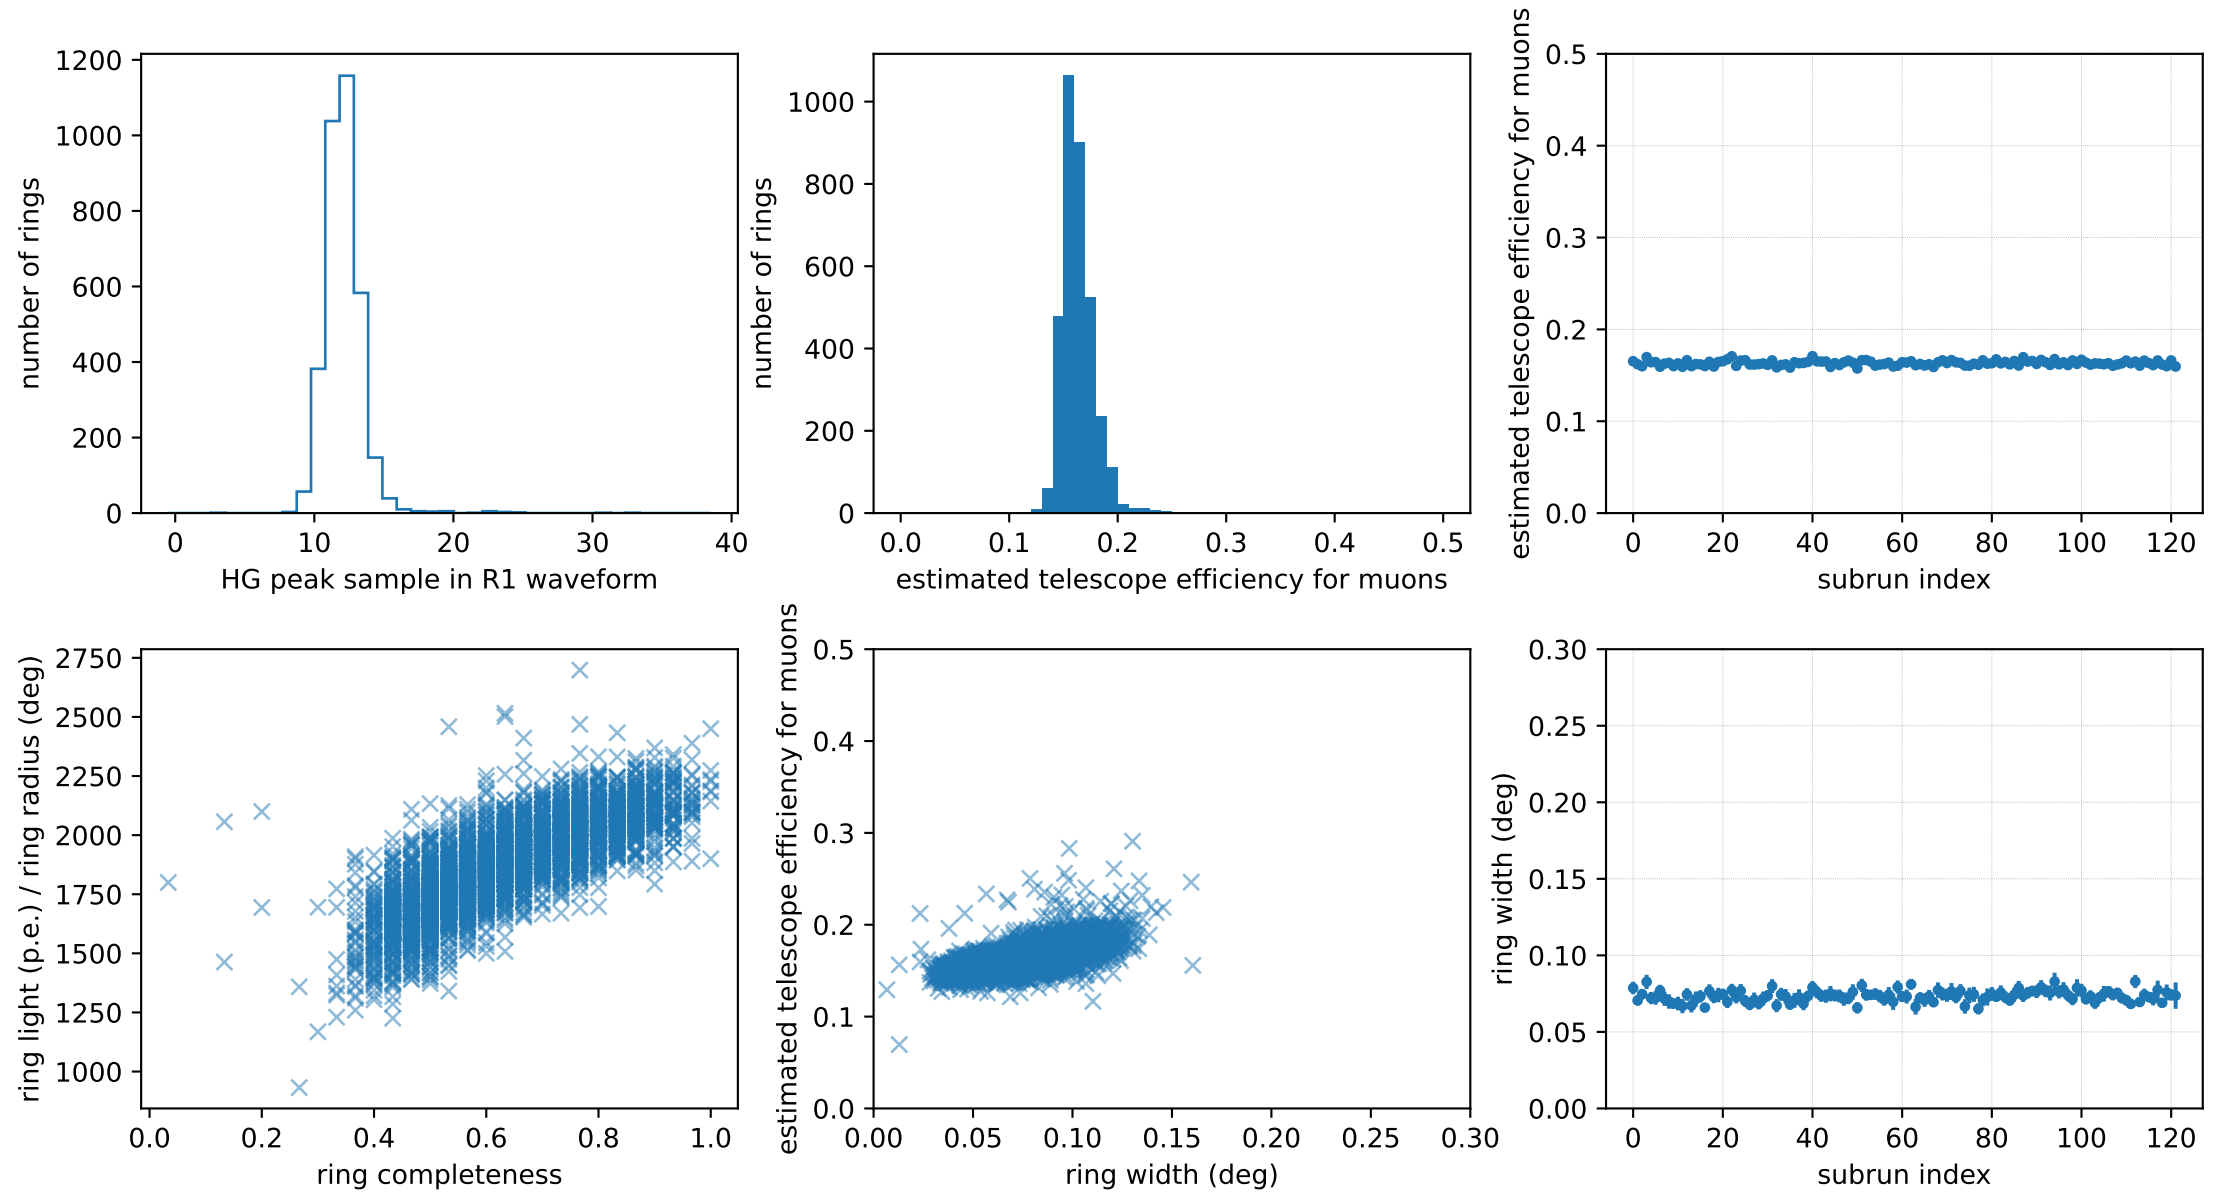 1200
1000
800
600
400
200
0
0 10 20 30 40
number of rings
HG peak sample in R1 waveform
1000
800
600
400
200
0
0.0 0.1 0.2 0.3 0.4 0.5
number of rings
estimated telescope efficiency for muons
0.5
0.4
0.3
0.2
0.1
0.0
0 20 40 60 80 100 120
estimated telescope efficiency for muons
subrun index
2750
2500
2250
2000
1750
1500
1250
1000
0.0 0.2 0.4 0.6 0.8 1.0
ring light (p.e.) / ring radius (deg)
ring completeness
0.5
0.4
0.3
0.2
0.1
0.0
0.00 0.05 0.10 0.15 0.20 0.25 0.30
estimated telescope efficiency for muons
ring width (deg)
0.30
0.25
0.20
0.15
0.10
0.05
0.00
0 20 40 60 80 100 120
ring width (deg)
subrun index